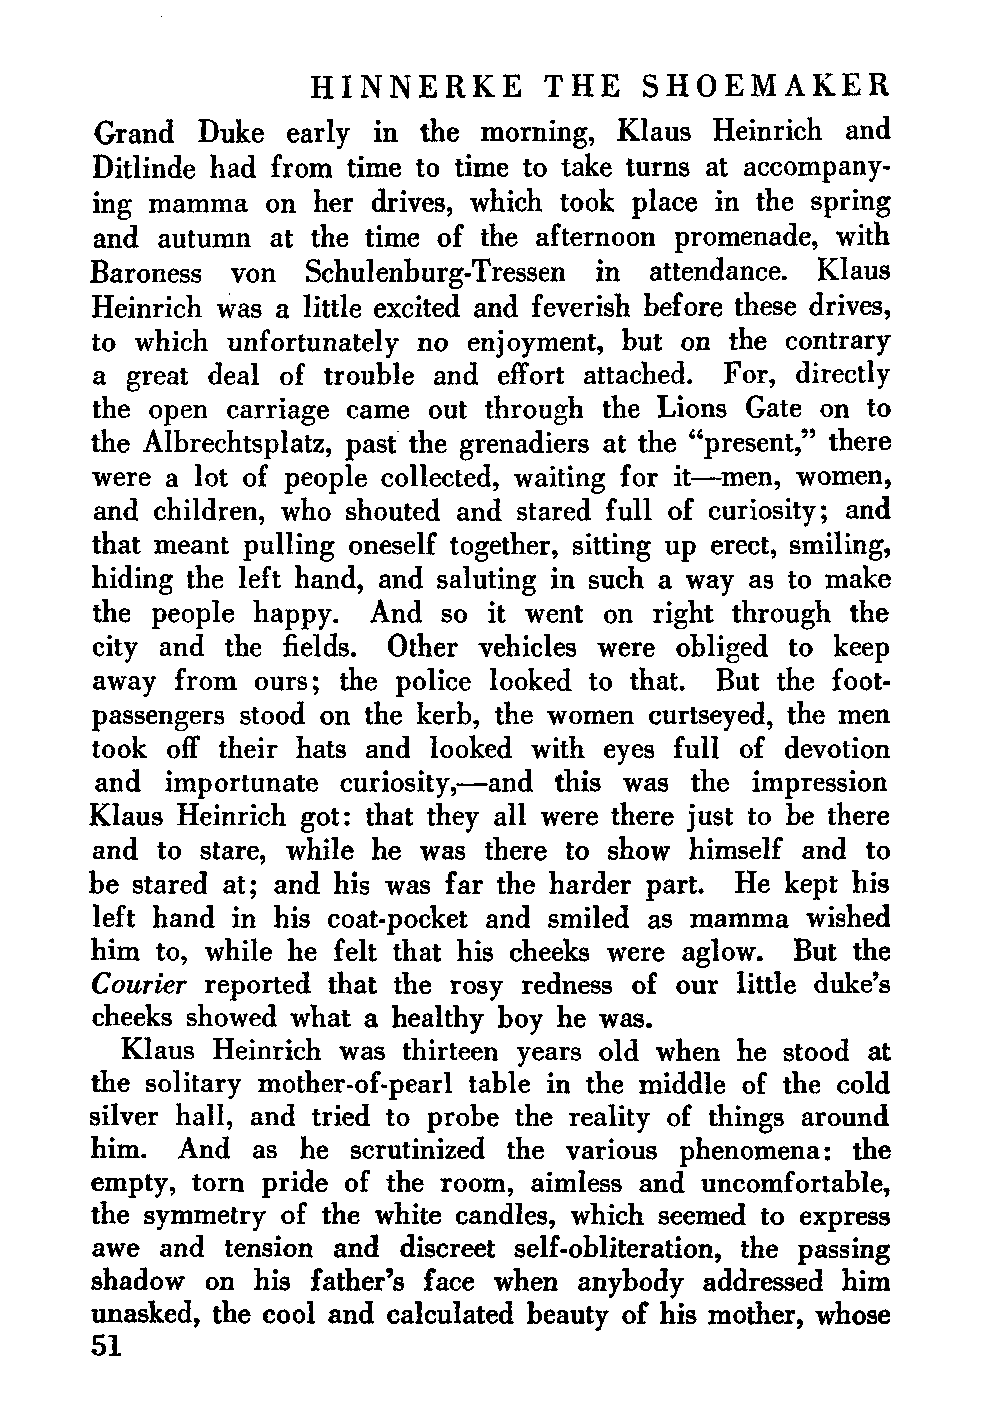 HINNERKE THE SHOEMAKER
Grand Duke early in the morning, Klaus Heinrich and
Ditlinde had from time to time to take turns at accompany-
ing mamma on her drives, which took place in the spring
and autumn at the time of the afternoon promenade, with
Baroness von Schulenburg-Tressen in attendance. Klaus
Heinrich was a little excited and feverish before these drives,
to which unfortunately no enjoyment, but on the contrary
a great deal of trouble and effort attached. For, directly
the open carriage came out through the Lions Gate on to
the Albrechtsplatz, past the grenadiers at the “present,” there
were a lot of people collected, waiting for it—men, women,
and children, who shouted and stared full of curiosity; and
that meant pulling oneself together, sitting up erect, smiling,
hiding the left hand, and saluting in such a way as to make
the people happy. And so it went on right through the
city and the fields. Other vehicles were obliged to keep
away from ours; the police looked to that. But the foot-
passengers stood on the kerb, the women curtseyed, the men
took off their hats and looked with eyes full of devotion
and importunate curiosity,—and this was the impression
Klaus Heinrich got: that they all were there just to be there
and to stare, while he was there to show himself and to
be stared at; and his was far the harder part. He kept his
left hand in his coat-pocket and smiled as mamma wished
him to, while he felt that his cheeks were aglow. But the
Courier reported that the rosy redness of our little duke’s
cheeks showed what a healthy boy he was.
Klaus Heinrich was thirteen years old when he stood at
the solitary mother-of-pearl table in the middle of the cold
silver hall, and tried to probe the reality of things around
him. And as he scrutinized the various phenomena: the
empty, torn pride of the room, aimless and uncomfortable,
the symmetry of the white candles, which seemed to express
awe and tension and discreet self-obliteration, the passing
shadow on his father’s face when anybody addressed him
unasked, the cool and calculated beauty of his mother, whose
51